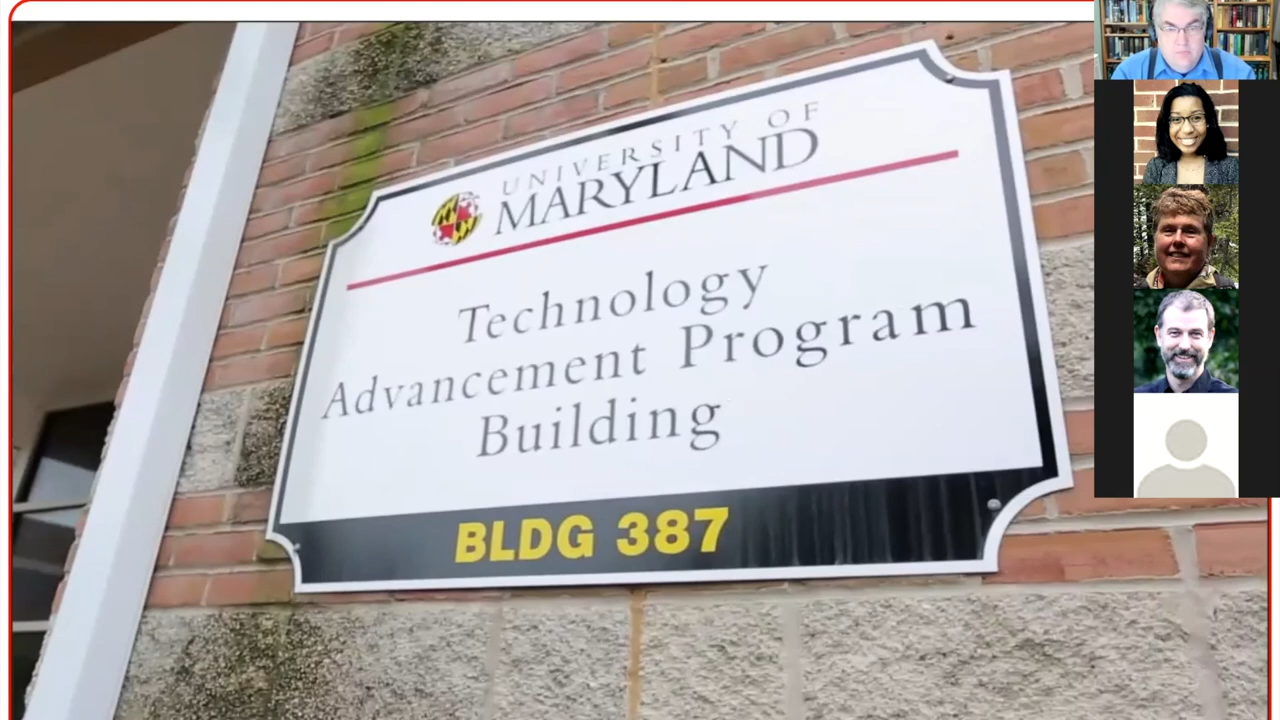 UNIVERSITY OF
MARYLAND
Technology
Advancement Program
Building
BLDG 387